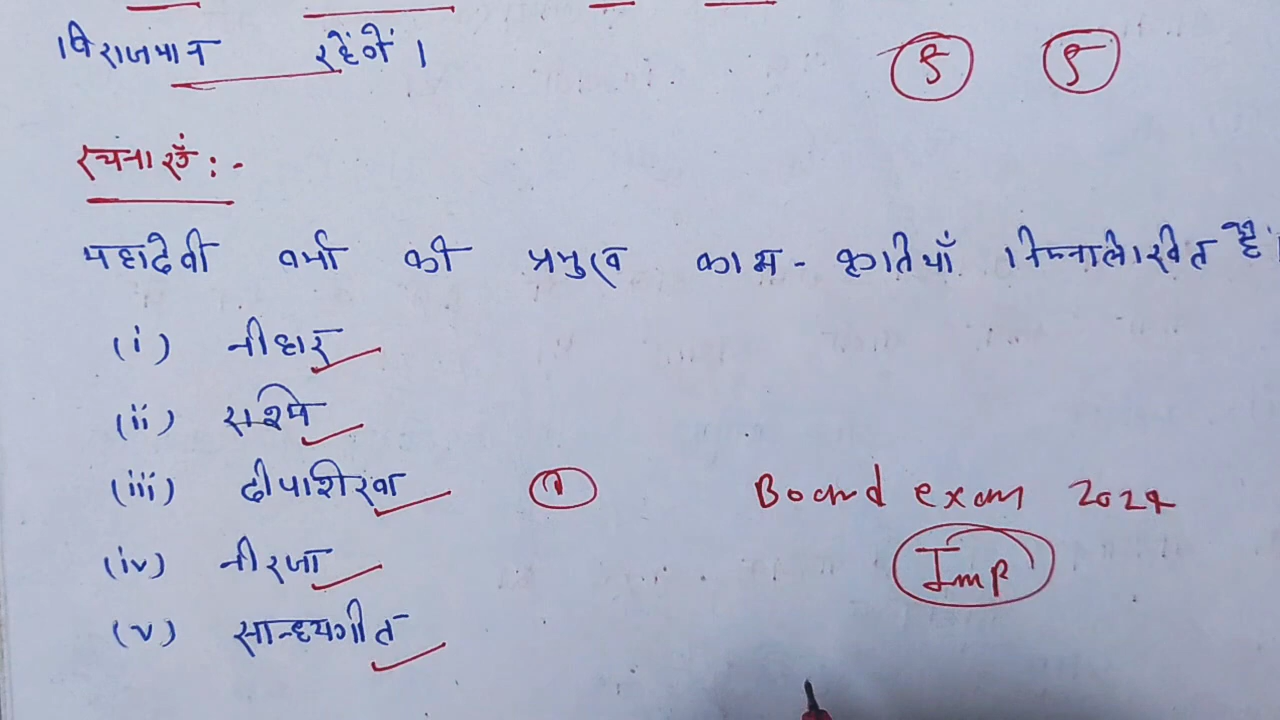 विराजमान रहेंगें।
रचनाएँ:-
महादेवी वर्मा की प्रमुख काव्य-कृतियाँ निम्नलिखित हैं।
(i) नीहार
(ii) रश्मि
(iii) दीपशिखा
Board exam 2024
(iv) नीरजा
Imp
(v) सान्ध्यगीत